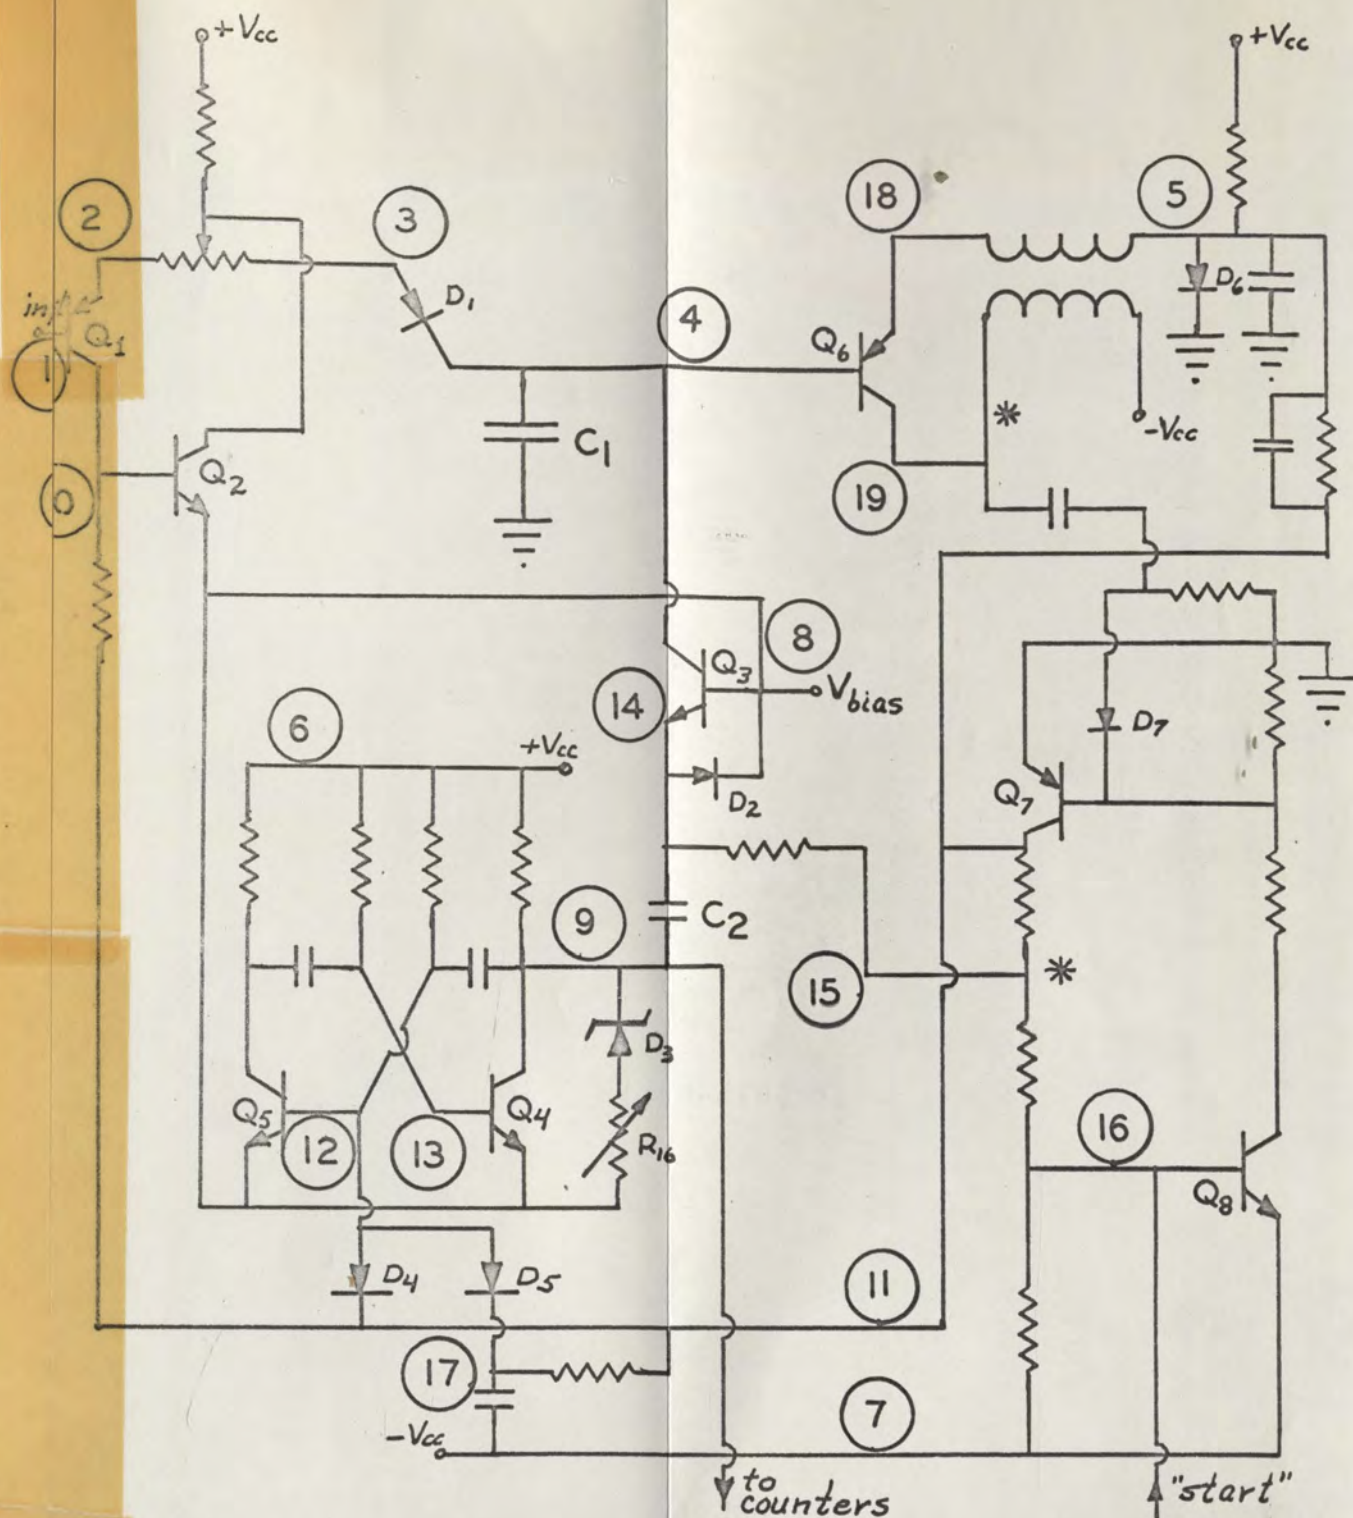 +Vcc
+Vcc
2
3
18
5
in
D1
4
D6
Q1
Q6
1
*
-Vcc
C1
Q2
0
19
8
Q3
14
Vbias
6
+Vcc
D7
D2
Q7
9
C2
15
*
D3
Q5
12
13
Q4
R16
16
Q8
D4
D5
11
17
7
-Vcc
to
counters
"start"